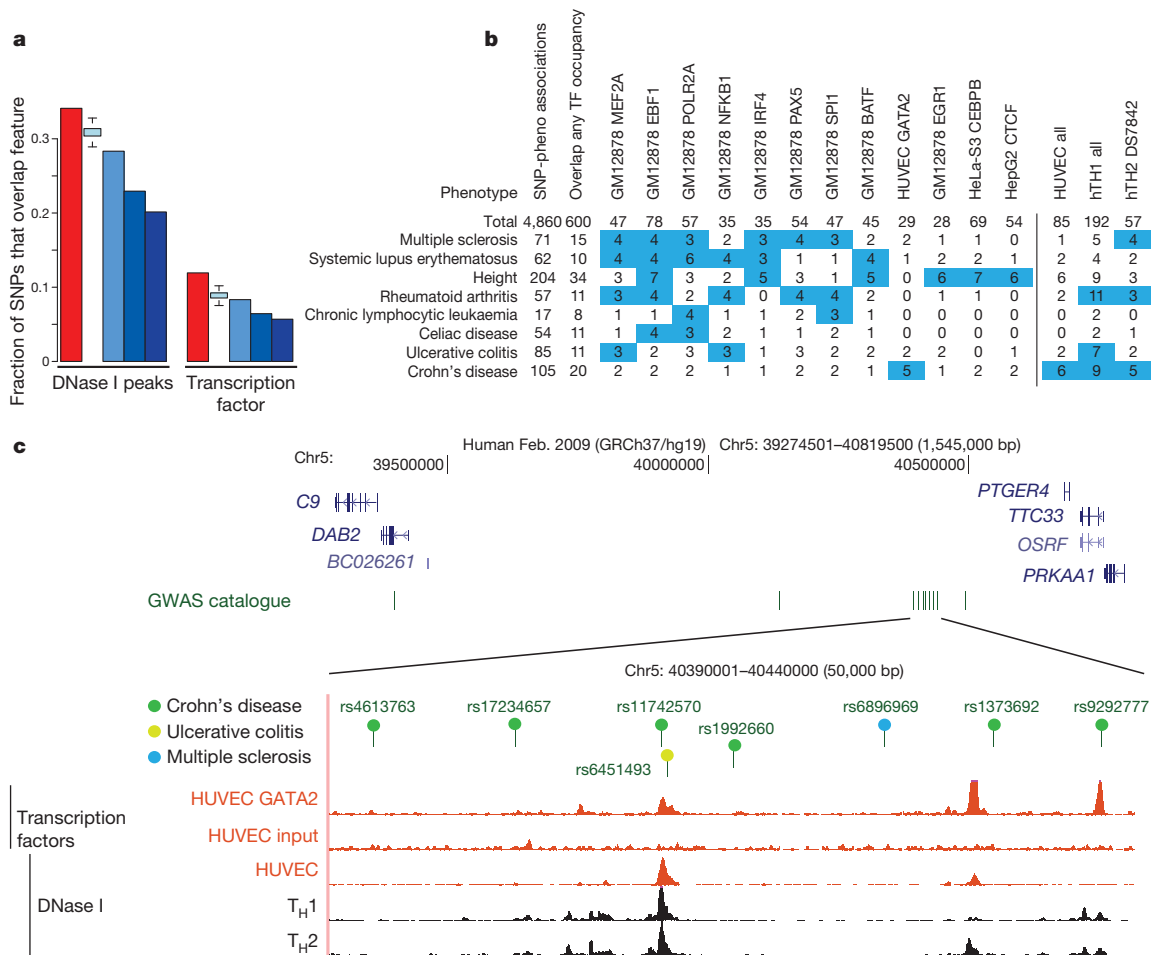 a
Fraction of SNPs that overlap feature
0.3
0.2
0.1
0
DNase I peaks
Transcription factor
b
Phenotype
SNP-pheno associations
Overlap any TF occupancy
GM12878 MEF2A
GM12878 EBF1
GM12878 POLR2A
GM12878 NFKB1
GM12878 IRF4
GM12878 PAX5
GM12878 SPI1
GM12878 BATF
HUVEC GATA2
GM12878 EGR1
HeLa-S3 CEBPB
HepG2 CTCF
HUVEC all
hTH1 all
hTH2 DS7842
Total 4,860 600 47 78 57 35 35 54 47 45 29 28 69 54 85 192 57
Multiple sclerosis 71 15 4 4 3 2 3 4 3 2 2 1 1 0 1 5 4
Systemic lupus erythematosus 62 10 4 4 6 4 3 1 1 4 1 2 2 1 2 4 2
Height 204 34 3 7 3 2 5 3 1 5 0 6 7 6 6 9 3
Rheumatoid arthritis 57 11 3 4 2 4 0 4 4 2 0 1 1 0 2 11 3
Chronic lymphocytic leukaemia 17 8 1 1 4 1 1 2 3 1 0 0 0 0 0 2 0
Celiac disease 54 11 1 4 3 2 1 1 2 1 0 0 0 0 0 2 1
Ulcerative colitis 85 11 3 2 3 3 1 3 2 2 2 2 0 1 2 7 2
Crohn's disease 105 20 2 2 2 1 1 2 2 1 5 1 2 2 6 9 5
c
Human Feb. 2009 (GRCh37/hg19) Chr5: 39274501–40819500 (1,545,000 bp)
Chr5: 39500000 40000000 40500000
C9
DAB2
BC026261
PTGER4
TTC33
OSRF
PRKAA1
GWAS catalogue
Chr5: 40390001–40440000 (50,000 bp)
Crohn's disease
Ulcerative colitis
Multiple sclerosis
rs4613763
rs17234657
rs11742570
rs1992660
rs6451493
rs6896969
rs1373692
rs9292777
Transcription factors
HUVEC GATA2
HUVEC input
DNase I
HUVEC
TH1
TH2